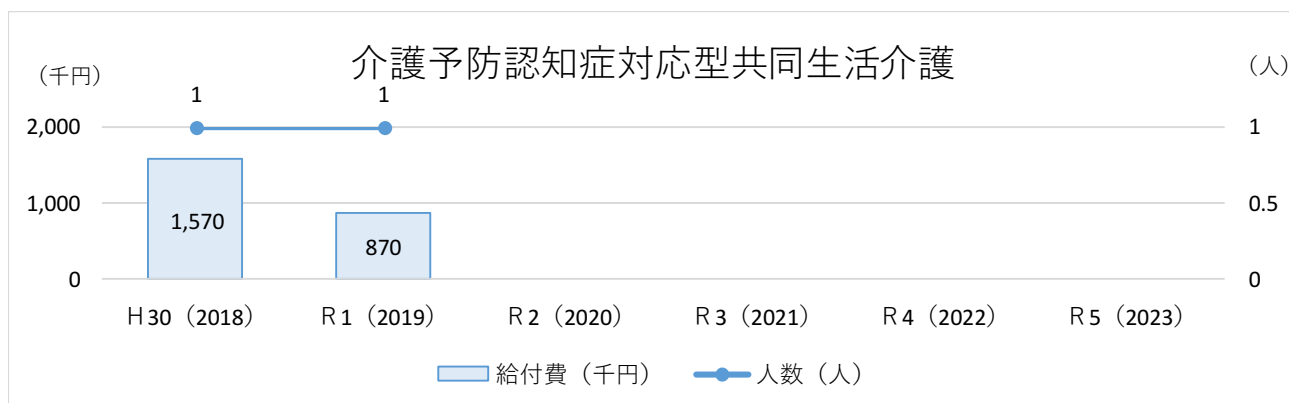 介護予防認知症対応型共同生活介護
（千円）
（人）
1
1
2,000
1
1,000
0.5
1,570
870
0
0
Ｈ30（2018）
Ｒ1（2019）
Ｒ2（2020）
Ｒ3（2021）
Ｒ4（2022）
Ｒ5（2023）
給付費（千円）
人数（人）